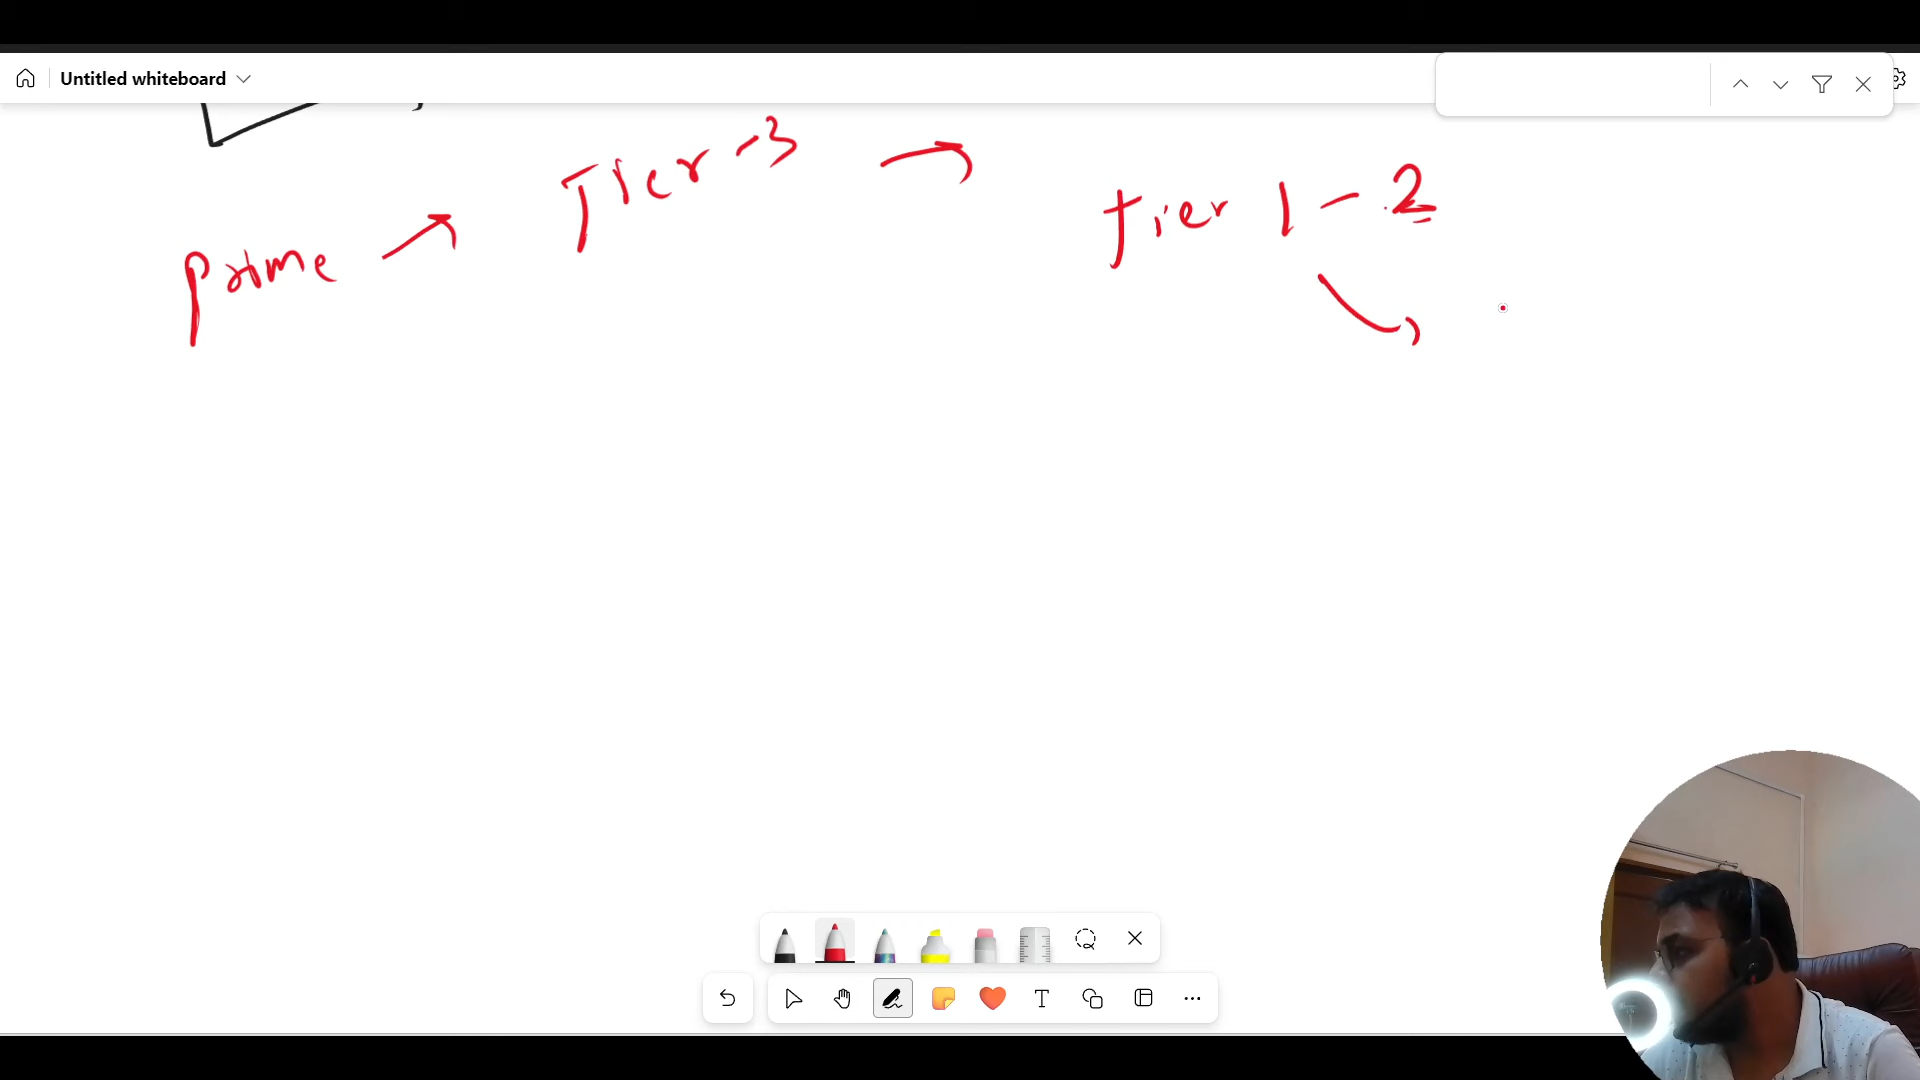 Untitled whiteboard
Prime → Tier-3 → Tier 1-2
T